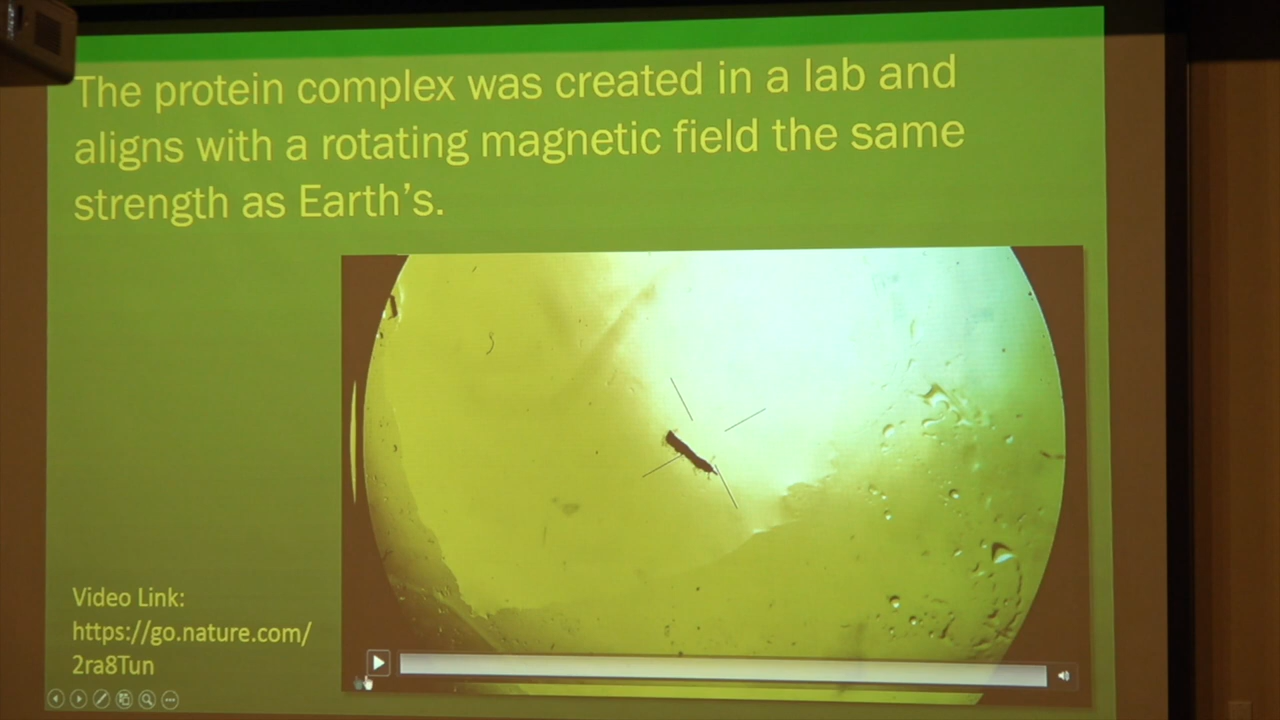 The protein complex was created in a lab and
aligns with a rotating magnetic field the same
strength as Earth's.
Video Link:
https://go.nature.com/
2ra8Tun